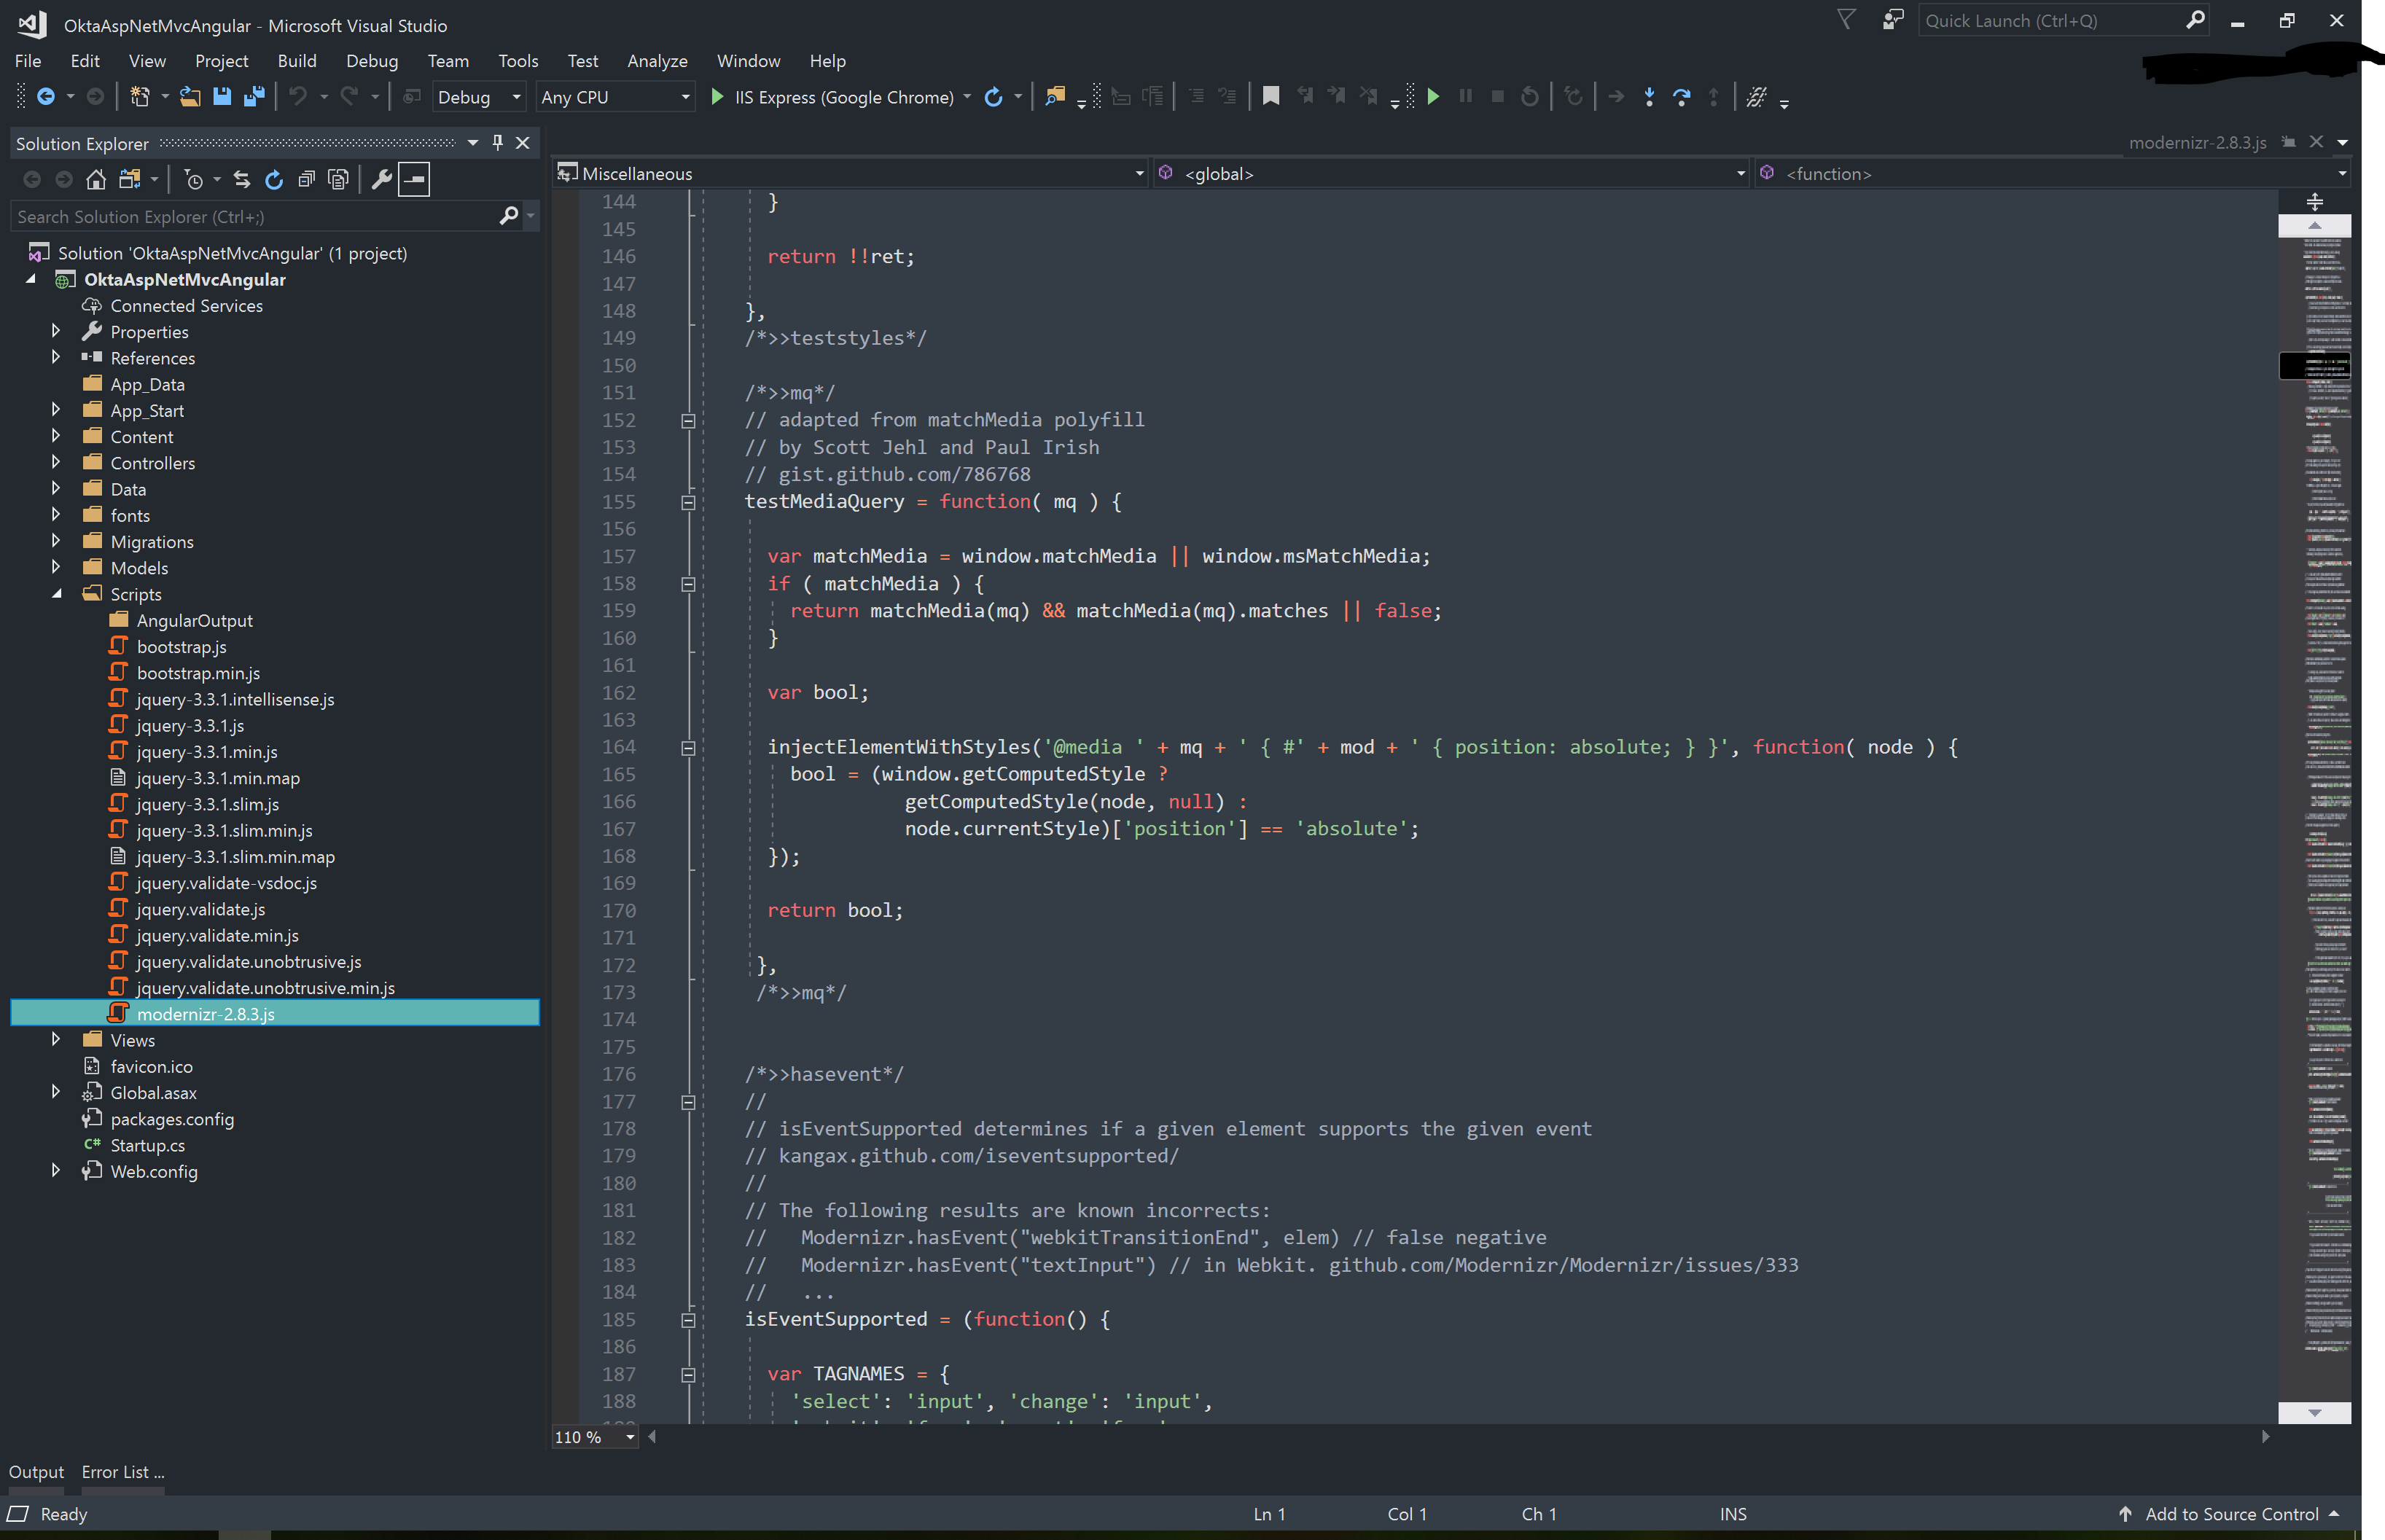 OktaAspNetMvcAngular - Microsoft Visual Studio
Quick Launch (Ctrl+Q)
File Edit View Project Build Debug Team Tools Test Analyze Window Help
Debug Any CPU IIS Express (Google Chrome)
Solution Explorer
modernizr-2.8.3.js
Miscellaneous <global> <function>
Search Solution Explorer (Ctrl+;)
Solution 'OktaAspNetMvcAngular' (1 project)
OktaAspNetMvcAngular
Connected Services
Properties
References
App_Data
App_Start
Content
Controllers
Data
fonts
Migrations
Models
Scripts
AngularOutput
bootstrap.js
bootstrap.min.js
jquery-3.3.1.intellisense.js
jquery-3.3.1.js
jquery-3.3.1.min.js
jquery-3.3.1.min.map
jquery-3.3.1.slim.js
jquery-3.3.1.slim.min.js
jquery-3.3.1.slim.min.map
jquery.validate-vsdoc.js
jquery.validate.js
jquery.validate.min.js
jquery.validate.unobtrusive.js
jquery.validate.unobtrusive.min.js
modernizr-2.8.3.js
Views
favicon.ico
Global.asax
packages.config
C# Startup.cs
Web.config
144 }
145
146 return !!ret;
147
148 },
149 /*>>teststyles*/
150
151 /*>>mq*/
152 // adapted from matchMedia polyfill
153 // by Scott Jehl and Paul Irish
154 // gist.github.com/786768
155 testMediaQuery = function( mq ) {
156
157 var matchMedia = window.matchMedia || window.msMatchMedia;
158 if ( matchMedia ) {
159 return matchMedia(mq) && matchMedia(mq).matches || false;
160 }
161
162 var bool;
163
164 injectElementWithStyles('@media ' + mq + ' { #' + mod + ' { position: absolute; } }', function( node ) {
165 bool = (window.getComputedStyle ?
166 getComputedStyle(node, null) :
167 node.currentStyle)['position'] == 'absolute';
168 });
169
170 return bool;
171
172 },
173 /*>>mq*/
174
175
176 /*>>hasevent*/
177 //
178 // isEventSupported determines if a given element supports the given event
179 // kangax.github.com/iseventsupported/
180 //
181 // The following results are known incorrects:
182 //   Modernizr.hasEvent("webkitTransitionEnd", elem) // false negative
183 //   Modernizr.hasEvent("textInput") // in Webkit. github.com/Modernizr/Modernizr/issues/333
184 //   ...
185 isEventSupported = (function() {
186
187 var TAGNAMES = {
188 'select': 'input', 'change': 'input',
110 %
Output Error List ...
Ready Ln 1 Col 1 Ch 1 INS Add to Source Control